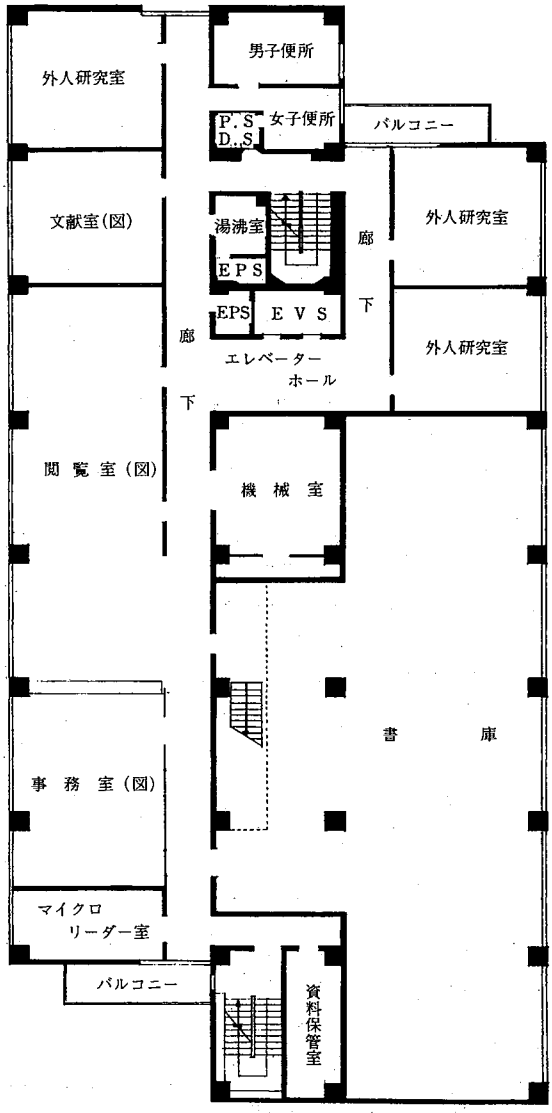 男子便所
外人研究室
P.S
D.S
女子便所
バルコニー
文献室(図)
湯沸室
廊下
外人研究室
EPS
EPS
EVS
廊下
エレベーター
ホール
外人研究室
閲覧室(図)
機械室
書庫
事務室(図)
マイクロ
リーダー室
バルコニー
資料保管室